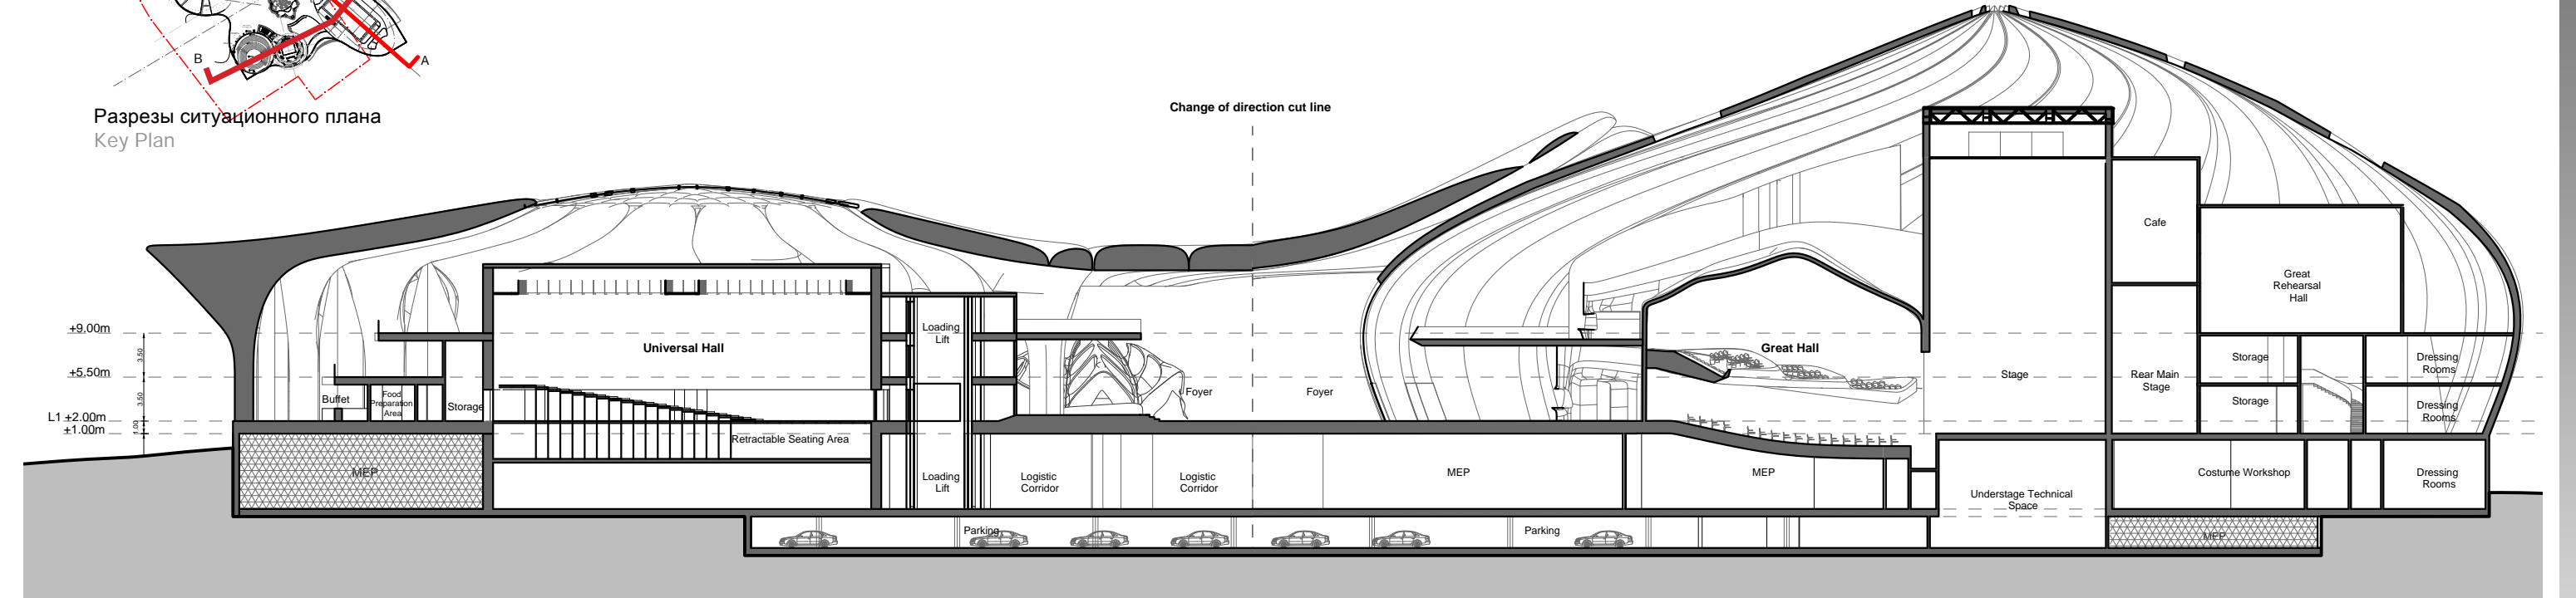 B
A
Разрезы ситуационного плана
Key Plan
Change of direction cut line
Cafe
Great
Rehearsal
Hall
+9,00m
3.50
Loading
Lift
Universal Hall
Great Hall
Storage
Dressing
Rooms
+5,50m
3.50
Stage
Rear Main
Stage
Buffet
Food
Preparation
Area
Storage
Foyer
Foyer
Storage
Dressing
Rooms
L1 +2.00m
1.00
+1.00m
Retractable Seating Area
MEP
Loading
Lift
Logistic
Corridor
Logistic
Corridor
MEP
MEP
Understage Technical
Space
Costume Workshop
Dressing
Rooms
Parking
Parking
MEP